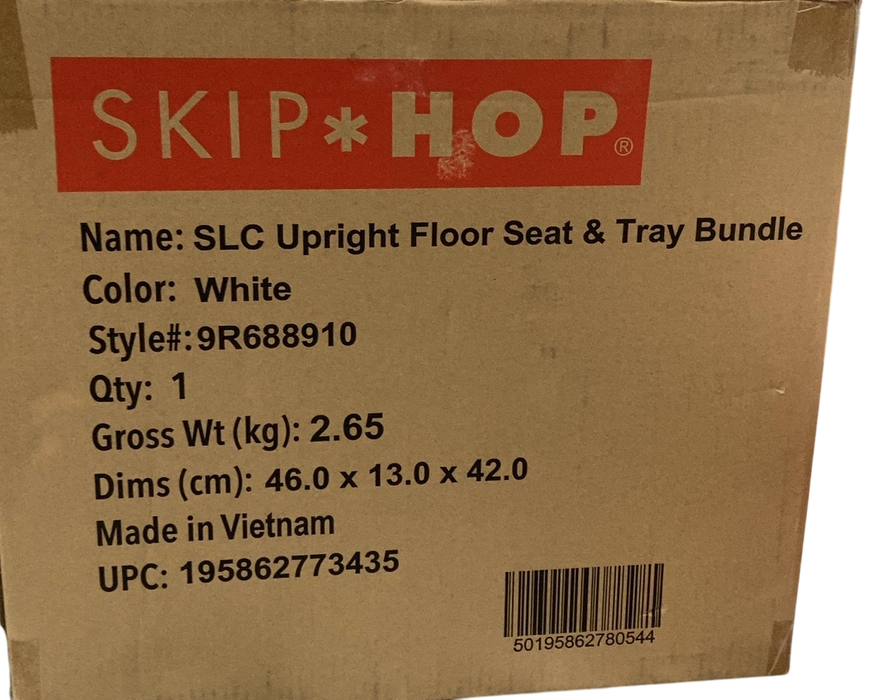 SKIP*HOP®
Name: SLC Upright Floor Seat & Tray Bundle
Color: White
Style#:9R688910
Qty: 1
Gross Wt (kg): 2.65
Dims (cm): 46.0 x 13.0 x 42.0
Made in Vietnam
UPC: 195862773435
50195862780544